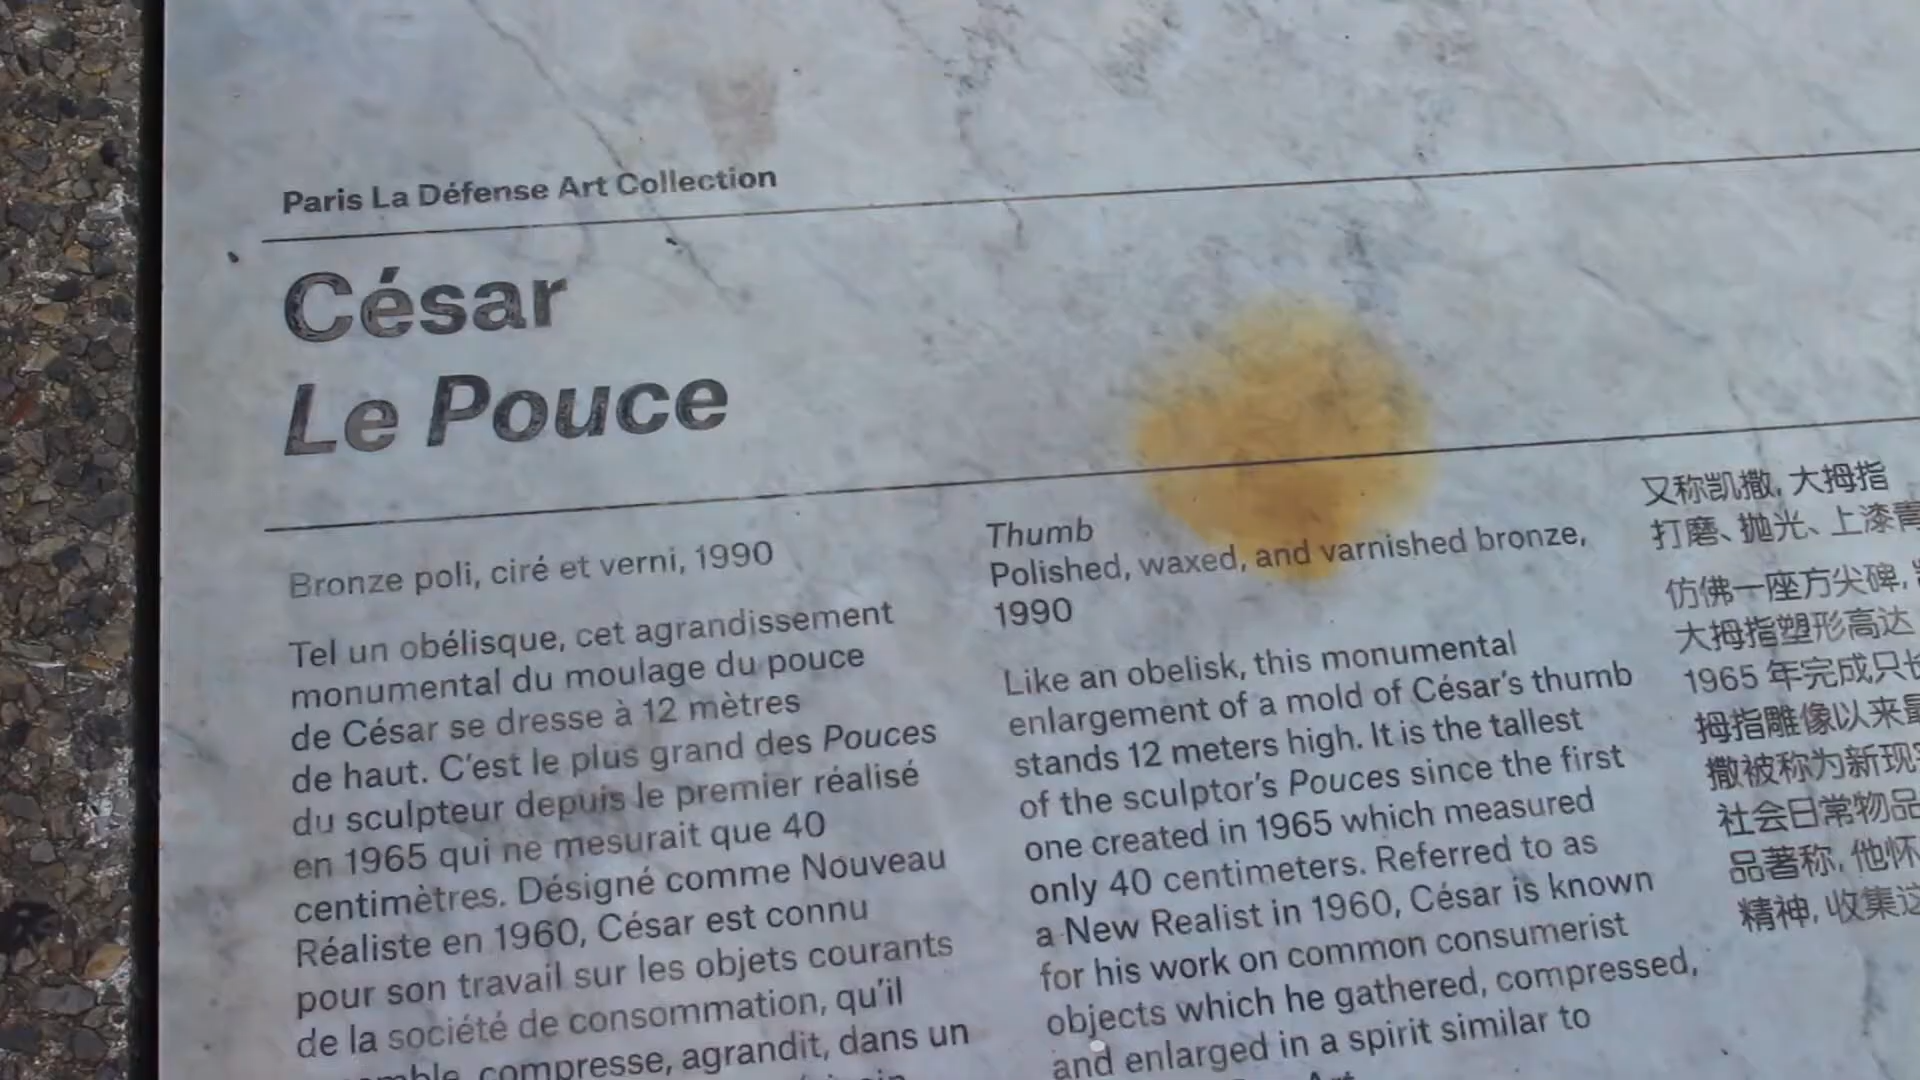 Paris La Défense Art Collection
César
Le Pouce
Bronze poli, ciré et verni, 1990
Tel un obélisque, cet agrandissement
monumental du moulage du pouce
de César se dresse à 12 mètres
de haut. C'est le plus grand des Pouces
du sculpteur depuis le premier réalisé
en 1965 qui ne mesurait que 40
centimètres. Désigné comme Nouveau
Réaliste en 1960, César est connu
pour son travail sur les objets courants
de la société de consommation, qu'il
compresse, agrandit, dans un
Thumb
Polished, waxed, and varnished bronze,
1990
Like an obelisk, this monumental
enlargement of a mold of César's thumb
stands 12 meters high. It is the tallest
of the sculptor's Pouces since the first
one created in 1965 which measured
only 40 centimeters. Referred to as
a New Realist in 1960, César is known
for his work on common consumerist
objects which he gathered, compressed,
and enlarged in a spirit similar to
又称凯撒, 大拇指
打磨、抛光、上漆青
仿佛一座方尖碑,
大拇指塑形高达
1965 年完成只长
拇指雕像以来最
撒被称为新现实
社会日常物品
品著称, 他怀
精神, 收集这